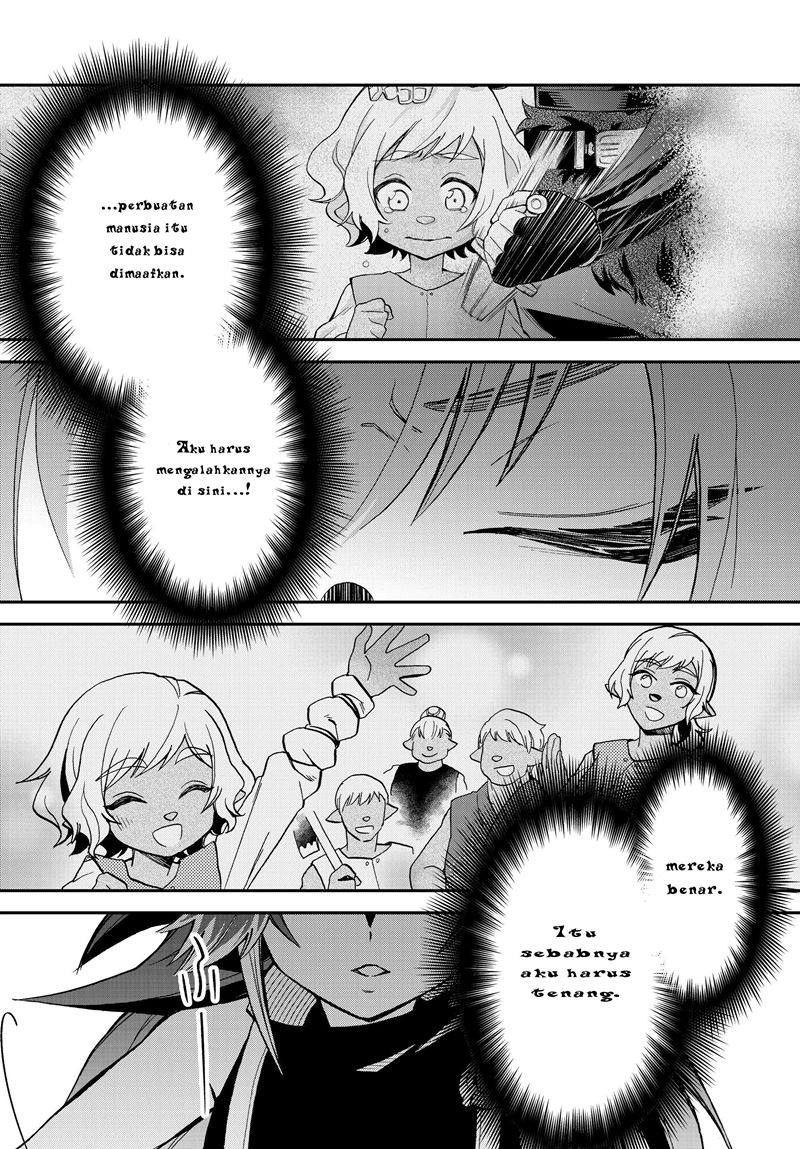 ...perbuatan
manusia itu
tidak bisa
dimaafkan.
Aku harus
mengalahkannya
di sini...!
mereka
benar.
Itu
sebabnya
aku harus
tenang.